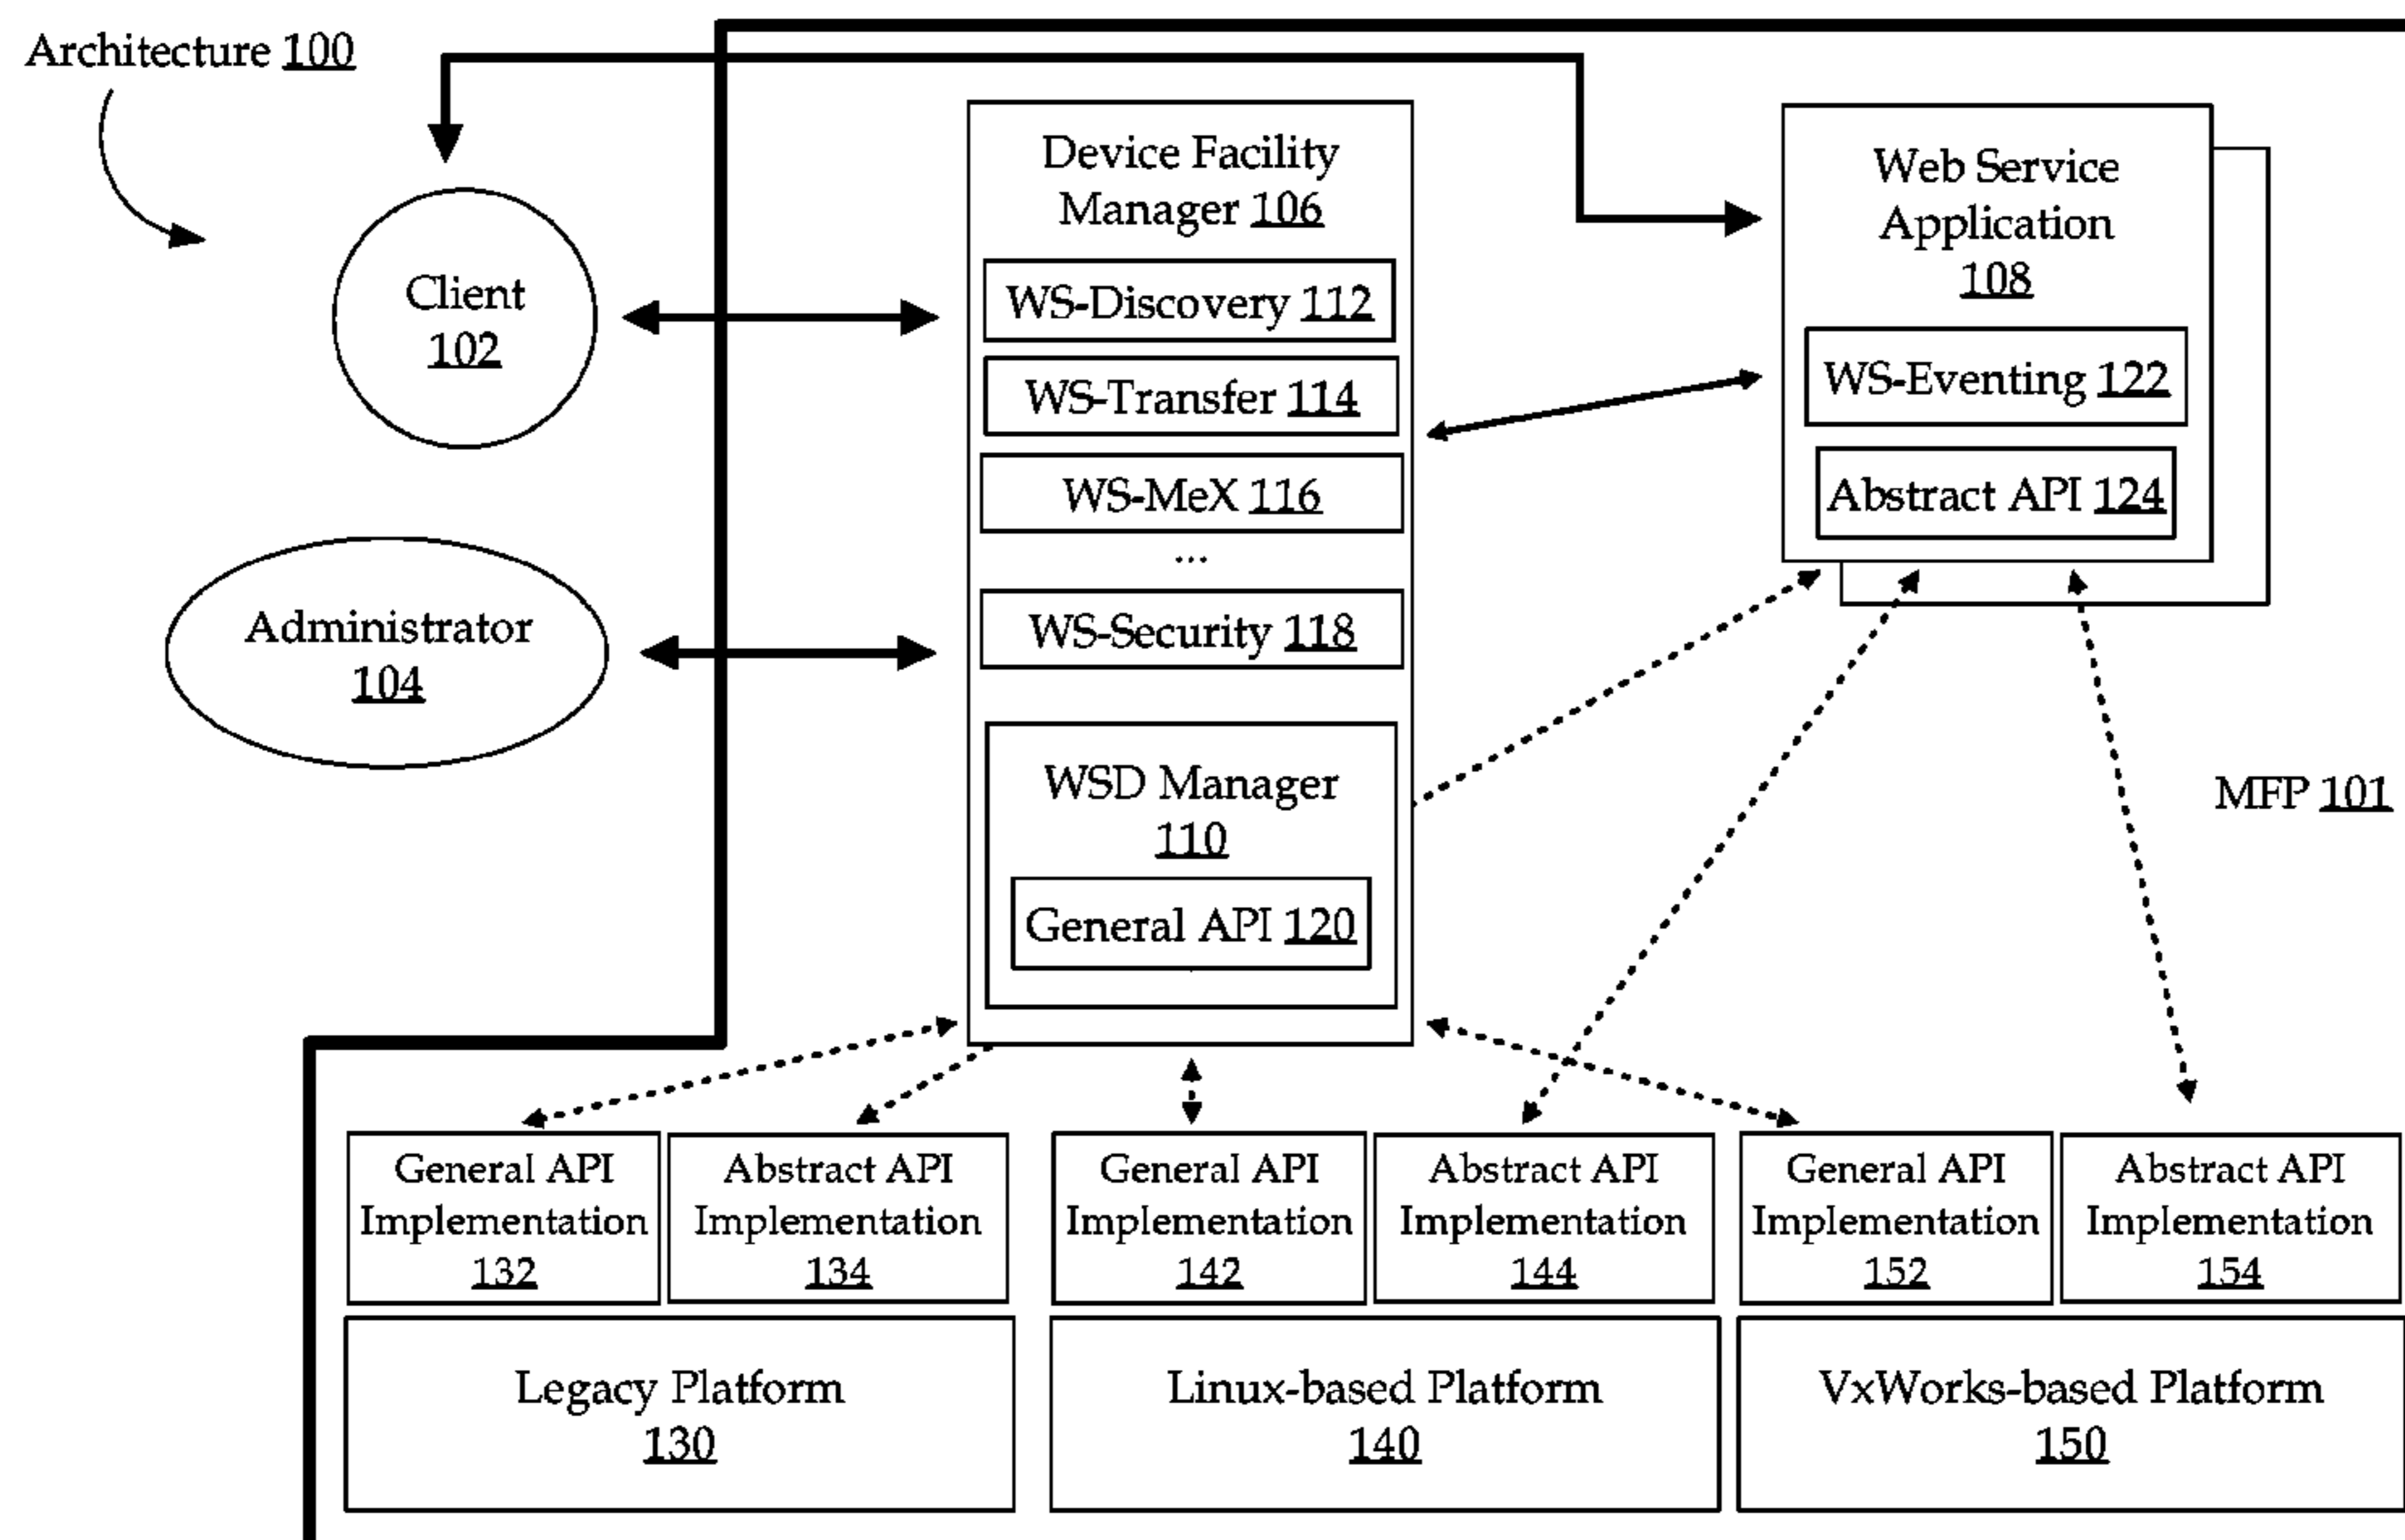 Architecture 100
Client
102
Administrator
104
Device Facility
Manager 106
WS-Discovery 112
WS-Transfer 114
WS-MeX 116
...
WS-Security 118
WSD Manager
110
General API 120
Web Service
Application
108
WS-Eventing 122
Abstract API 124
MFP 101
General API
Implementation
132
Abstract API
Implementation
134
General API
Implementation
142
Abstract API
Implementation
144
General API
Implementation
152
Abstract API
Implementation
154
Legacy Platform
130
Linux-based Platform
140
VxWorks-based Platform
150